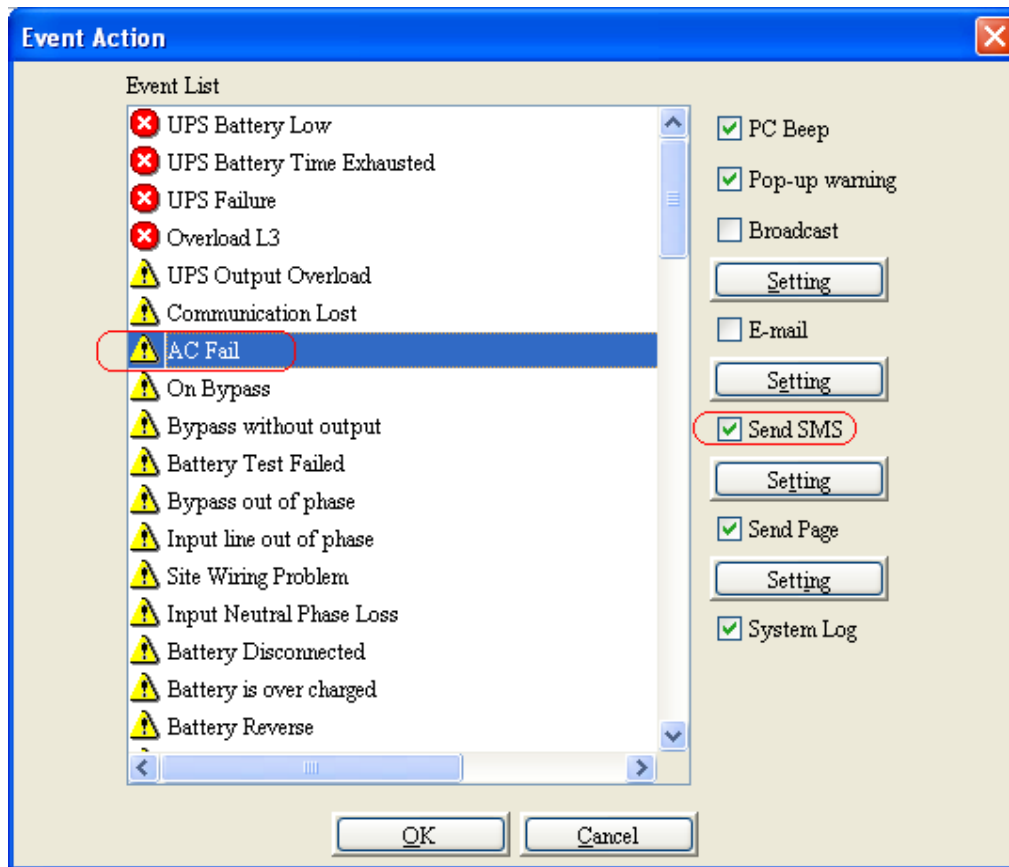 Event Action
Event List
UPS Battery Low
UPS Battery Time Exhausted
UPS Failure
Overload L3
UPS Output Overload
Communication Lost
AC Fail
On Bypass
Bypass without output
Battery Test Failed
Bypass out of phase
Input line out of phase
Site Wiring Problem
Input Neutral Phase Loss
Battery Disconnected
Battery is over charged
Battery Reverse
PC Beep
Pop-up warning
Broadcast
Setting
E-mail
Setting
Send SMS
Setting
Send Page
Setting
System Log
OK
Cancel